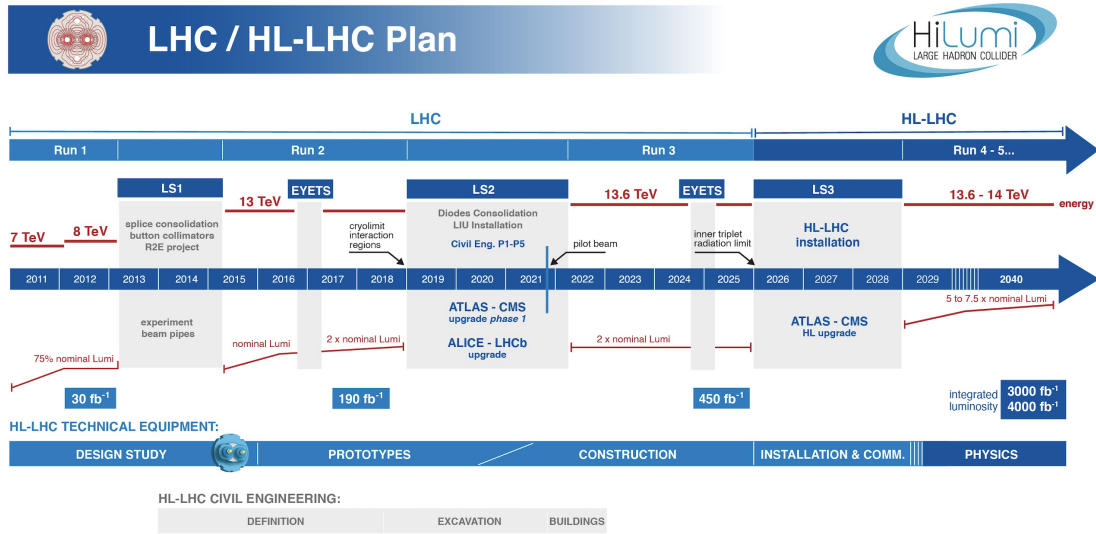 LHC / HL-LHC Plan
HiLumi
LARGE HADRON COLLIDER
LHC
HL-LHC
Run 1
Run 2
Run 3
Run 4 - 5...
LS1
EYETS
LS2
EYETS
LS3
13 TeV
13.6 TeV
13.6 - 14 TeV
energy
7 TeV
8 TeV
splice consolidation
button collimators
R2E project
cryolimit
interaction
regions
Diodes Consolidation
LIU Installation
Civil Eng. P1-P5
pilot beam
inner triplet
radiation limit
HL-LHC
installation
2011
2012
2013
2014
2015
2016
2017
2018
2019
2020
2021
2022
2023
2024
2025
2026
2027
2028
2029
2040
5 to 7.5 x nominal Lumi
experiment
beam pipes
ATLAS - CMS
upgrade phase 1
ALICE - LHCb
upgrade
ATLAS - CMS
HL upgrade
75% nominal Lumi
nominal Lumi
2 x nominal Lumi
2 x nominal Lumi
30 fb-1
190 fb-1
450 fb-1
integrated
luminosity
3000 fb-1
4000 fb-1
HL-LHC TECHNICAL EQUIPMENT:
DESIGN STUDY
PROTOTYPES
CONSTRUCTION
INSTALLATION & COMM.
PHYSICS
HL-LHC CIVIL ENGINEERING:
DEFINITION
EXCAVATION
BUILDINGS